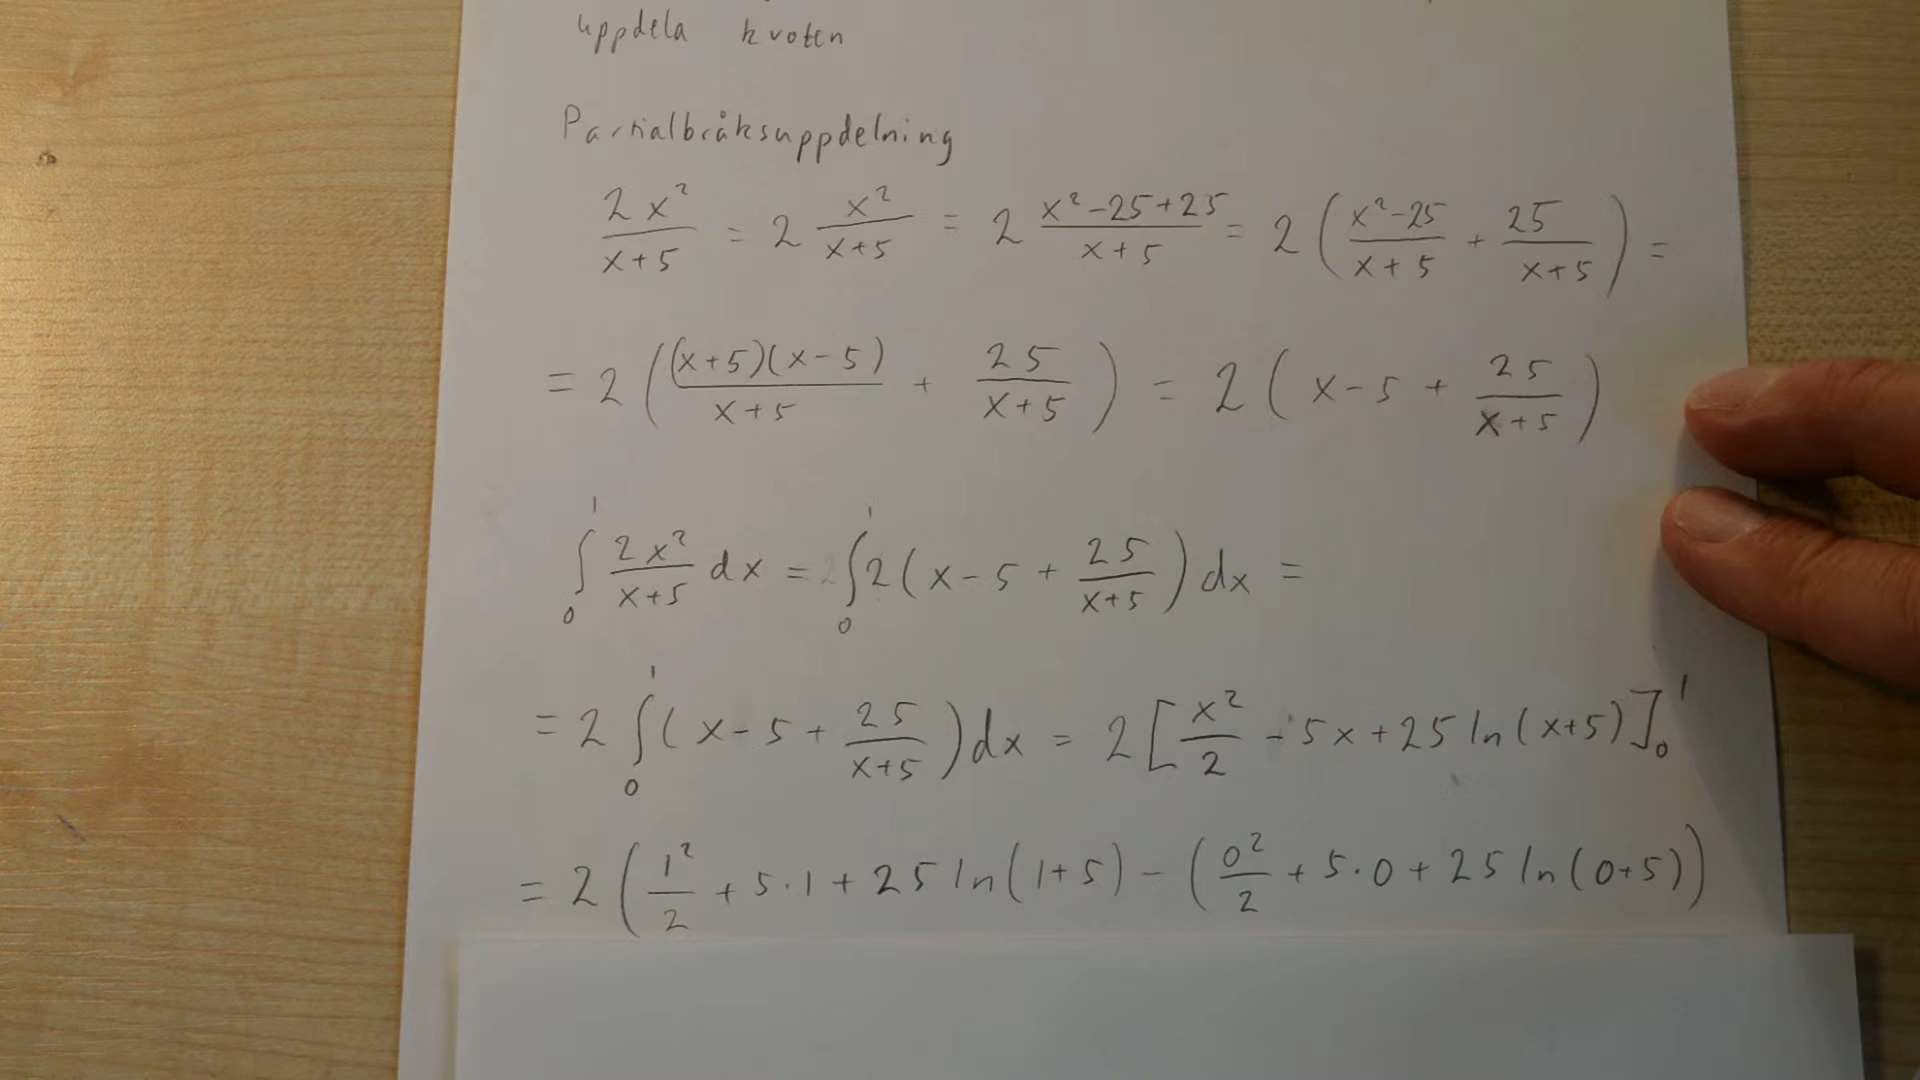 uppdela kvoten
Partialbråksuppdelning
2x²/(x+5) = 2 x²/(x+5) = 2 (x²-25+25)/(x+5) = 2 ( (x²-25)/(x+5) + 25/(x+5) ) =
= 2 ( ((x+5)(x-5))/(x+5) + 25/(x+5) ) = 2 ( x-5 + 25/(x+5) )
∫₀¹ 2x²/(x+5) dx = ∫₀¹ 2 ( x-5 + 25/(x+5) ) dx =
= 2 ∫₀¹ ( x-5 + 25/(x+5) ) dx = 2 [ x²/2 - 5x + 25 ln(x+5) ]₀¹
= 2 ( 1²/2 + 5·1 + 25 ln(1+5) - ( 0²/2 + 5·0 + 25 ln(0+5) )